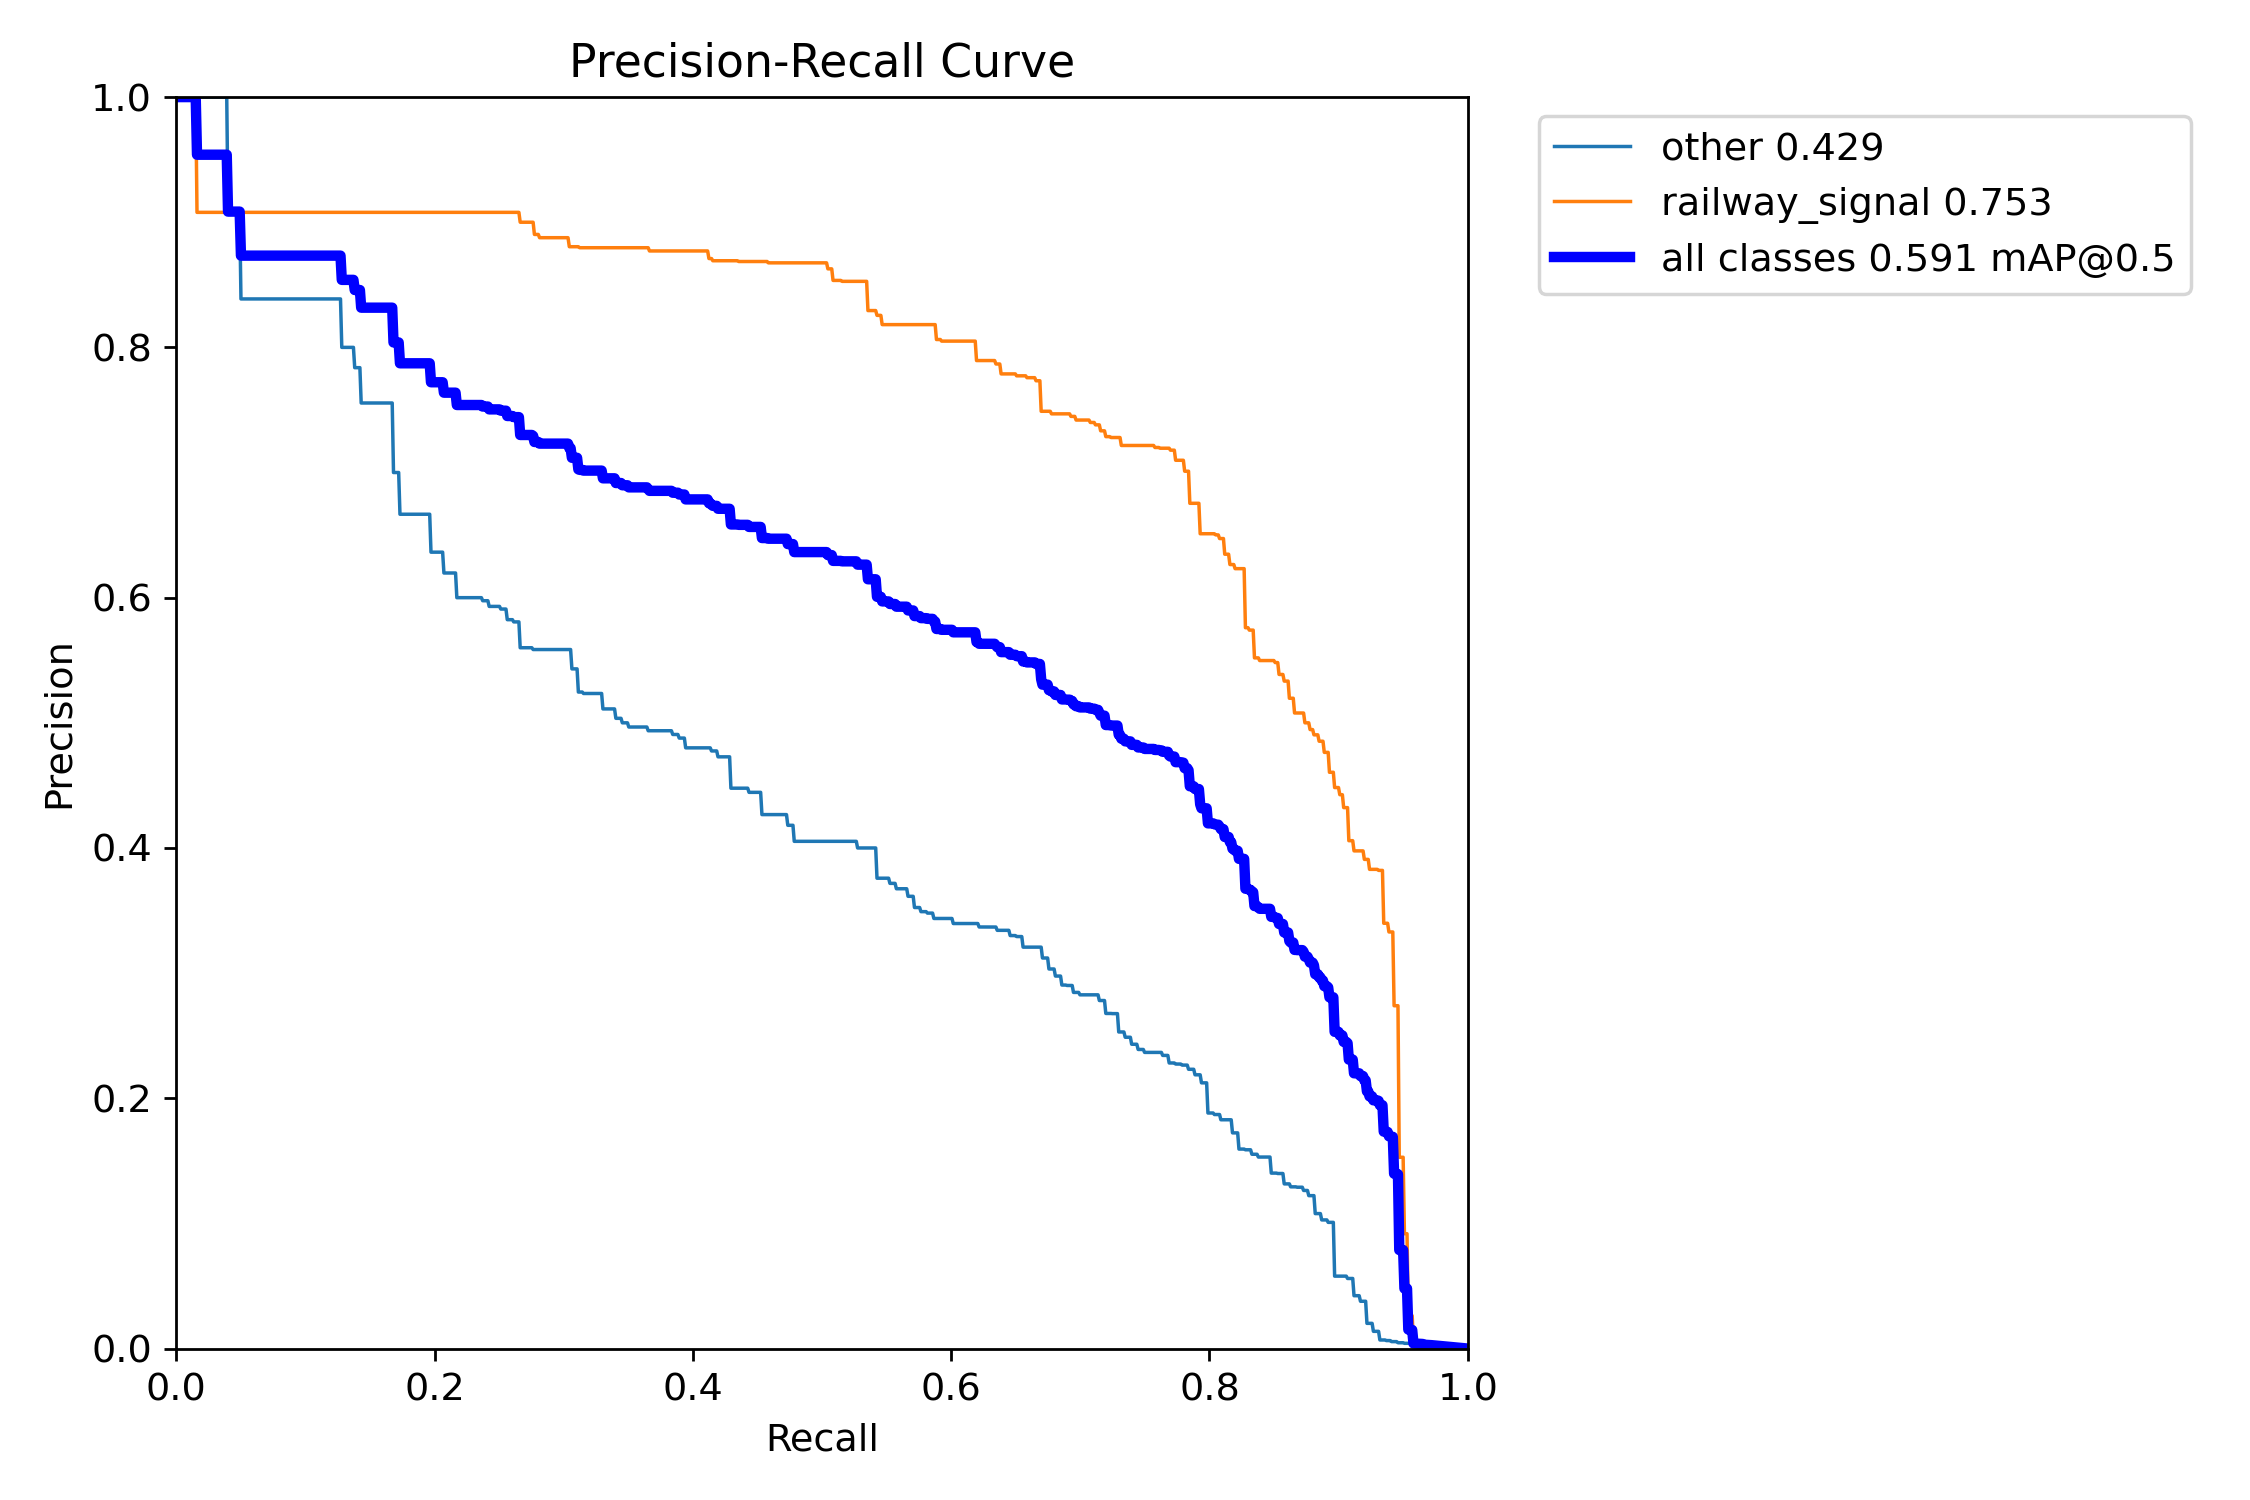 Precision-Recall Curve
1.0
0.8
0.6
0.4
0.2
0.0
Precision
0.0 0.2 0.4 0.6 0.8 1.0
Recall
other 0.429
railway_signal 0.753
all classes 0.591 mAP@0.5